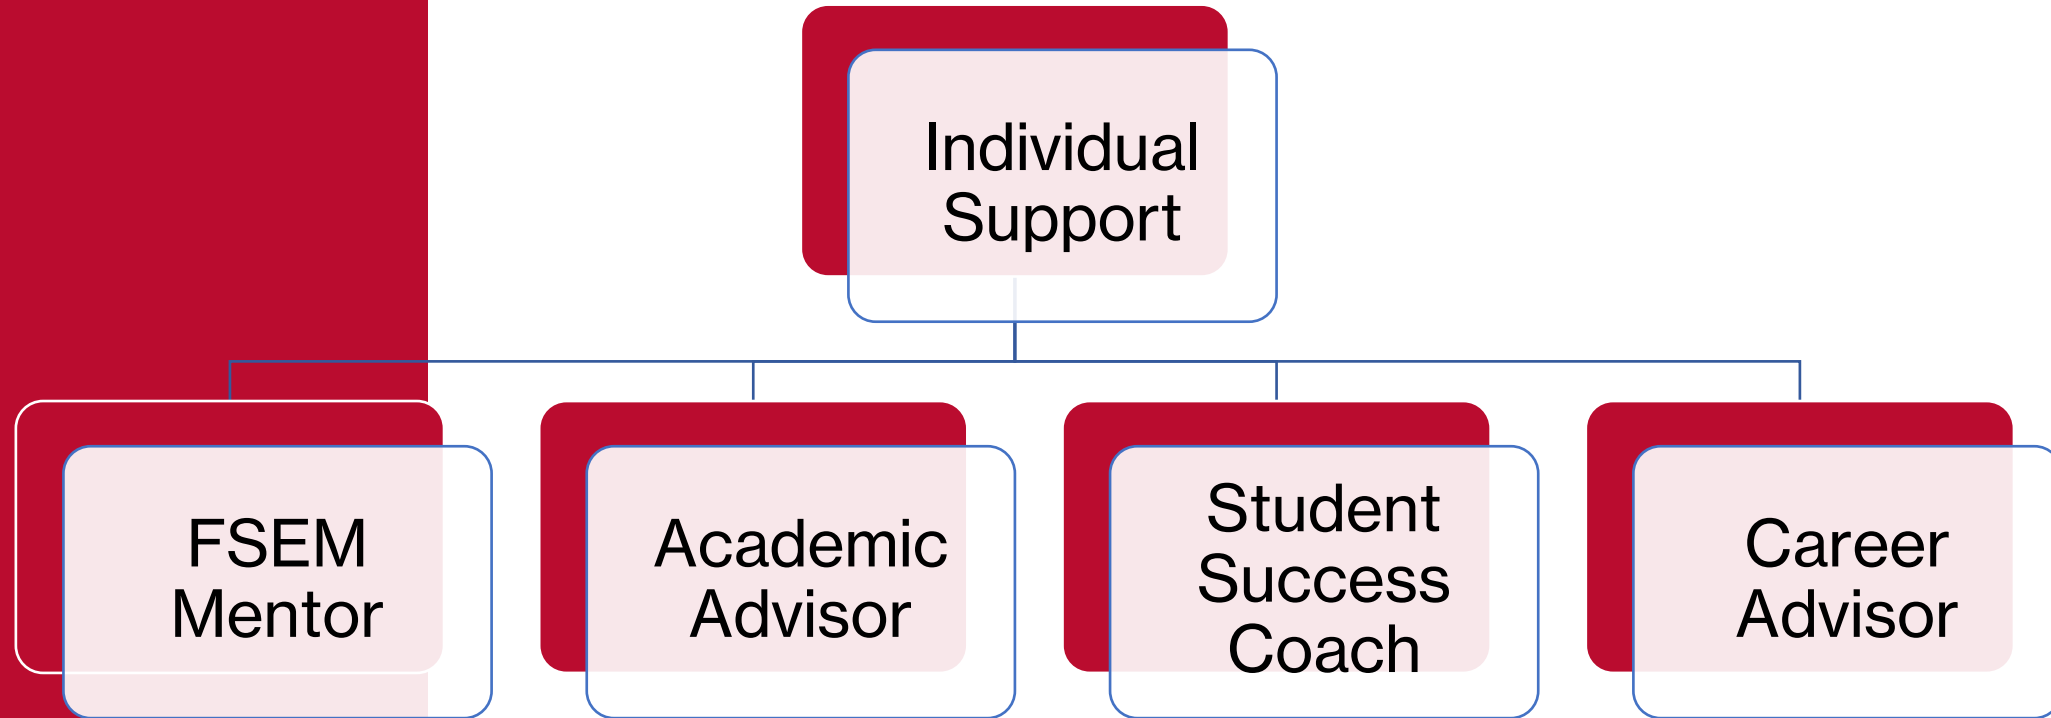 Individual
Support
FSEM
Mentor
Academic
Advisor
Student
Success
Coach
Career
Advisor